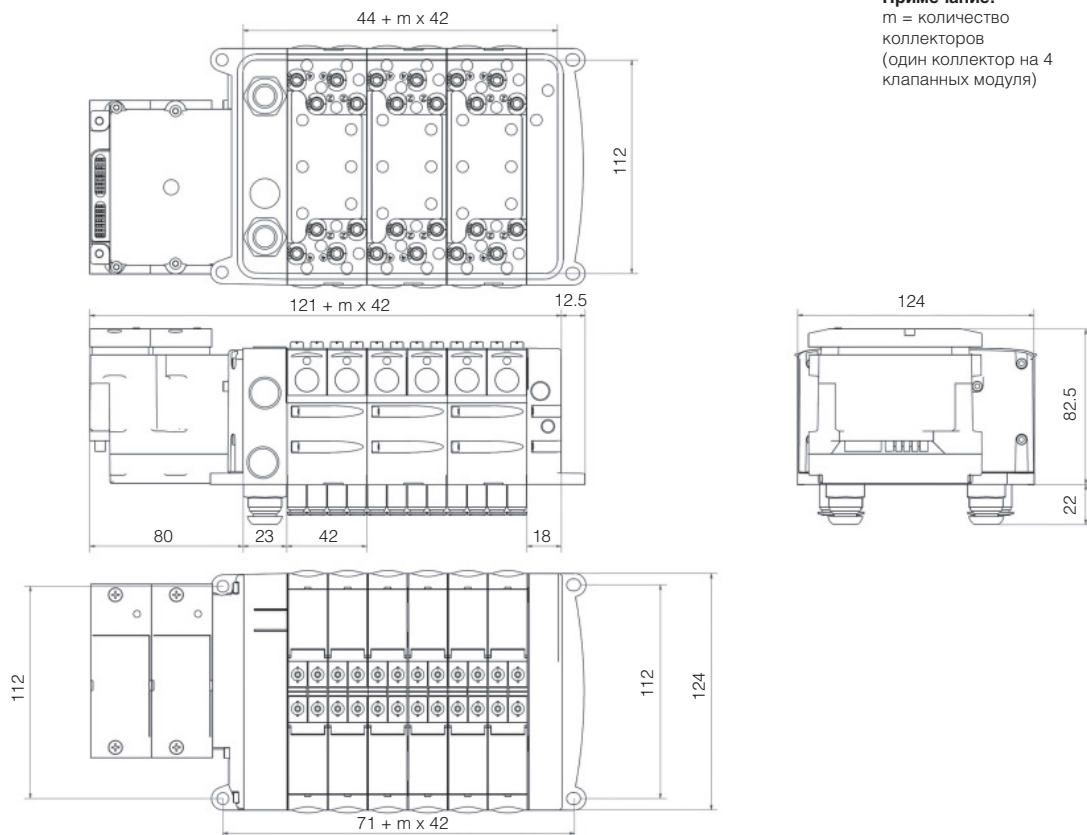 Примечание:
m = количество
коллекторов
(один коллектор на 4
клапанных модуля)
44 + m x 42
112
121 + m x 42
12.5
124
82.5
22
80
23
42
18
112
112
124
71 + m x 42